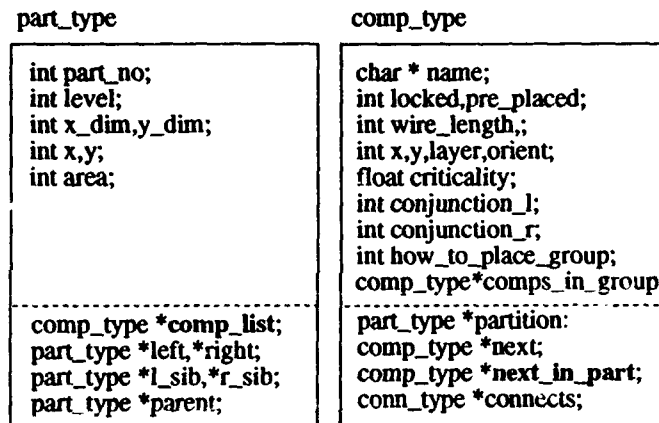 part_type
int part_no;
int level;
int x_dim,y_dim;
int x,y;
int area;
comp_type *comp_list;
part_type *left,*right;
part_type *l_sib,*r_sib;
part_type *parent;
comp_type
char * name;
int locked,pre_placed;
int wire_length,;
int x,y,layer,orient;
float criticality;
int conjunction_l;
int conjunction_r;
int how_to_place_group;
comp_type*comps_in_group
part_type *partition:
comp_type *next;
comp_type *next_in_part;
conn_type *connects;